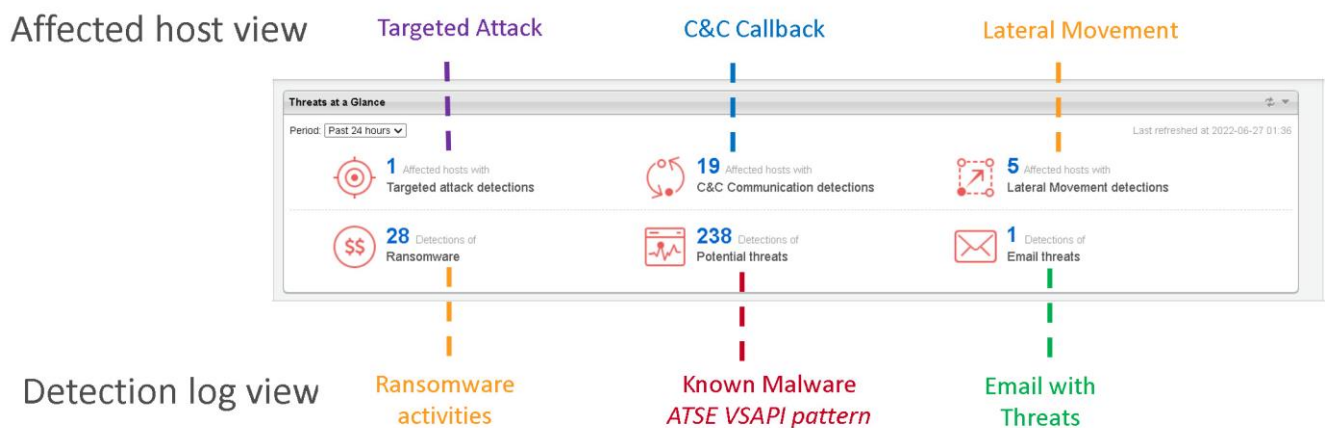 Affected host view
Targeted Attack
C&C Callback
Lateral Movement
Threats at a Glance
Period: Past 24 hours
Last refreshed at 2022-06-27 01:36
1 Affected hosts with
Targeted attack detections
19 Affected hosts with
C&C Communication detections
5 Affected hosts with
Lateral Movement detections
$$
28 Detections of
Ransomware
238 Detections of
Potential threats
1 Detections of
Email threats
Detection log view
Ransomware
activities
Known Malware
ATSE VSAPI pattern
Email with
Threats